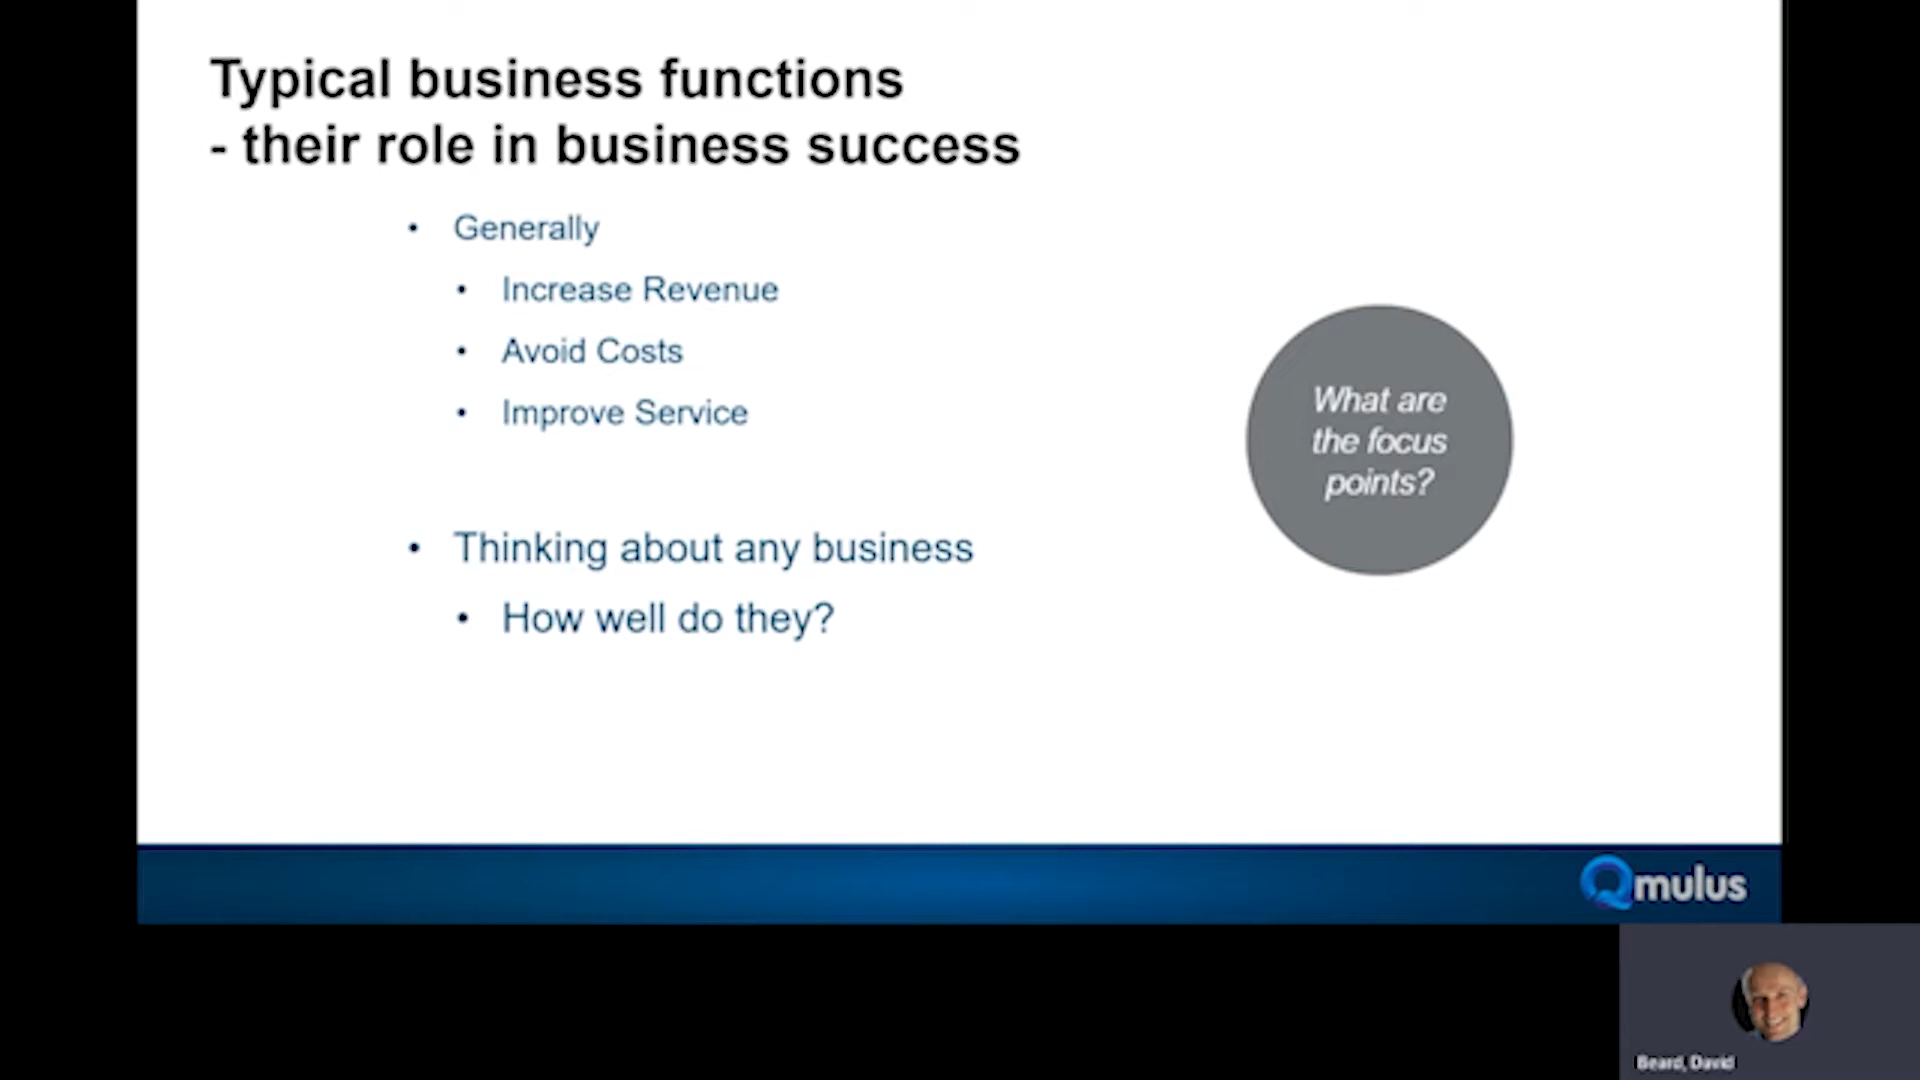 Typical business functions
- their role in business success
• Generally
• Increase Revenue
• Avoid Costs
• Improve Service
• Thinking about any business
• How well do they?
What are
the focus
points?
Qmulus
Beard, David